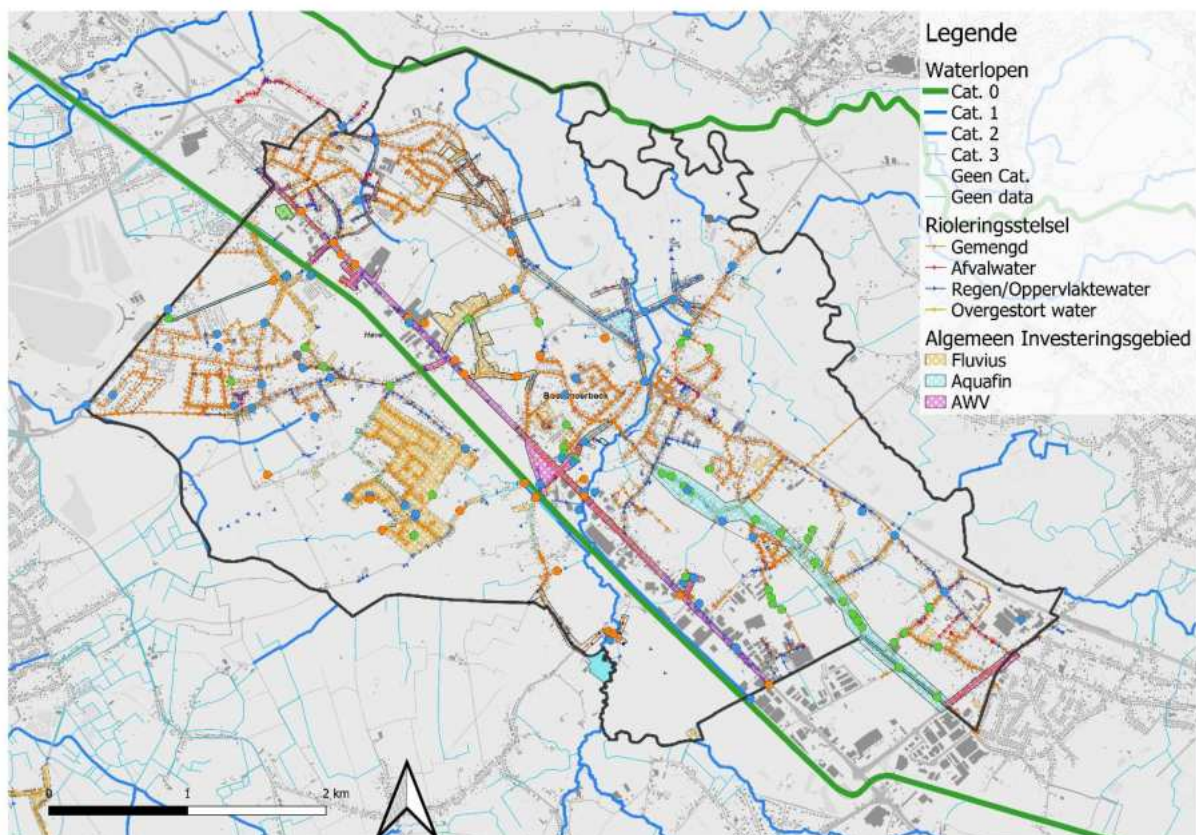 Legende
Waterlopen
Cat. 0
Cat. 1
Cat. 2
Cat. 3
Geen Cat.
Geen data
Rioleringsstelsel
Gemengd
Afvalwater
Regen/Oppervlaktewater
Overgestort water
Algemeen Investeringsgebied
Fluvius
Aquafin
AWV
0 1 2 km